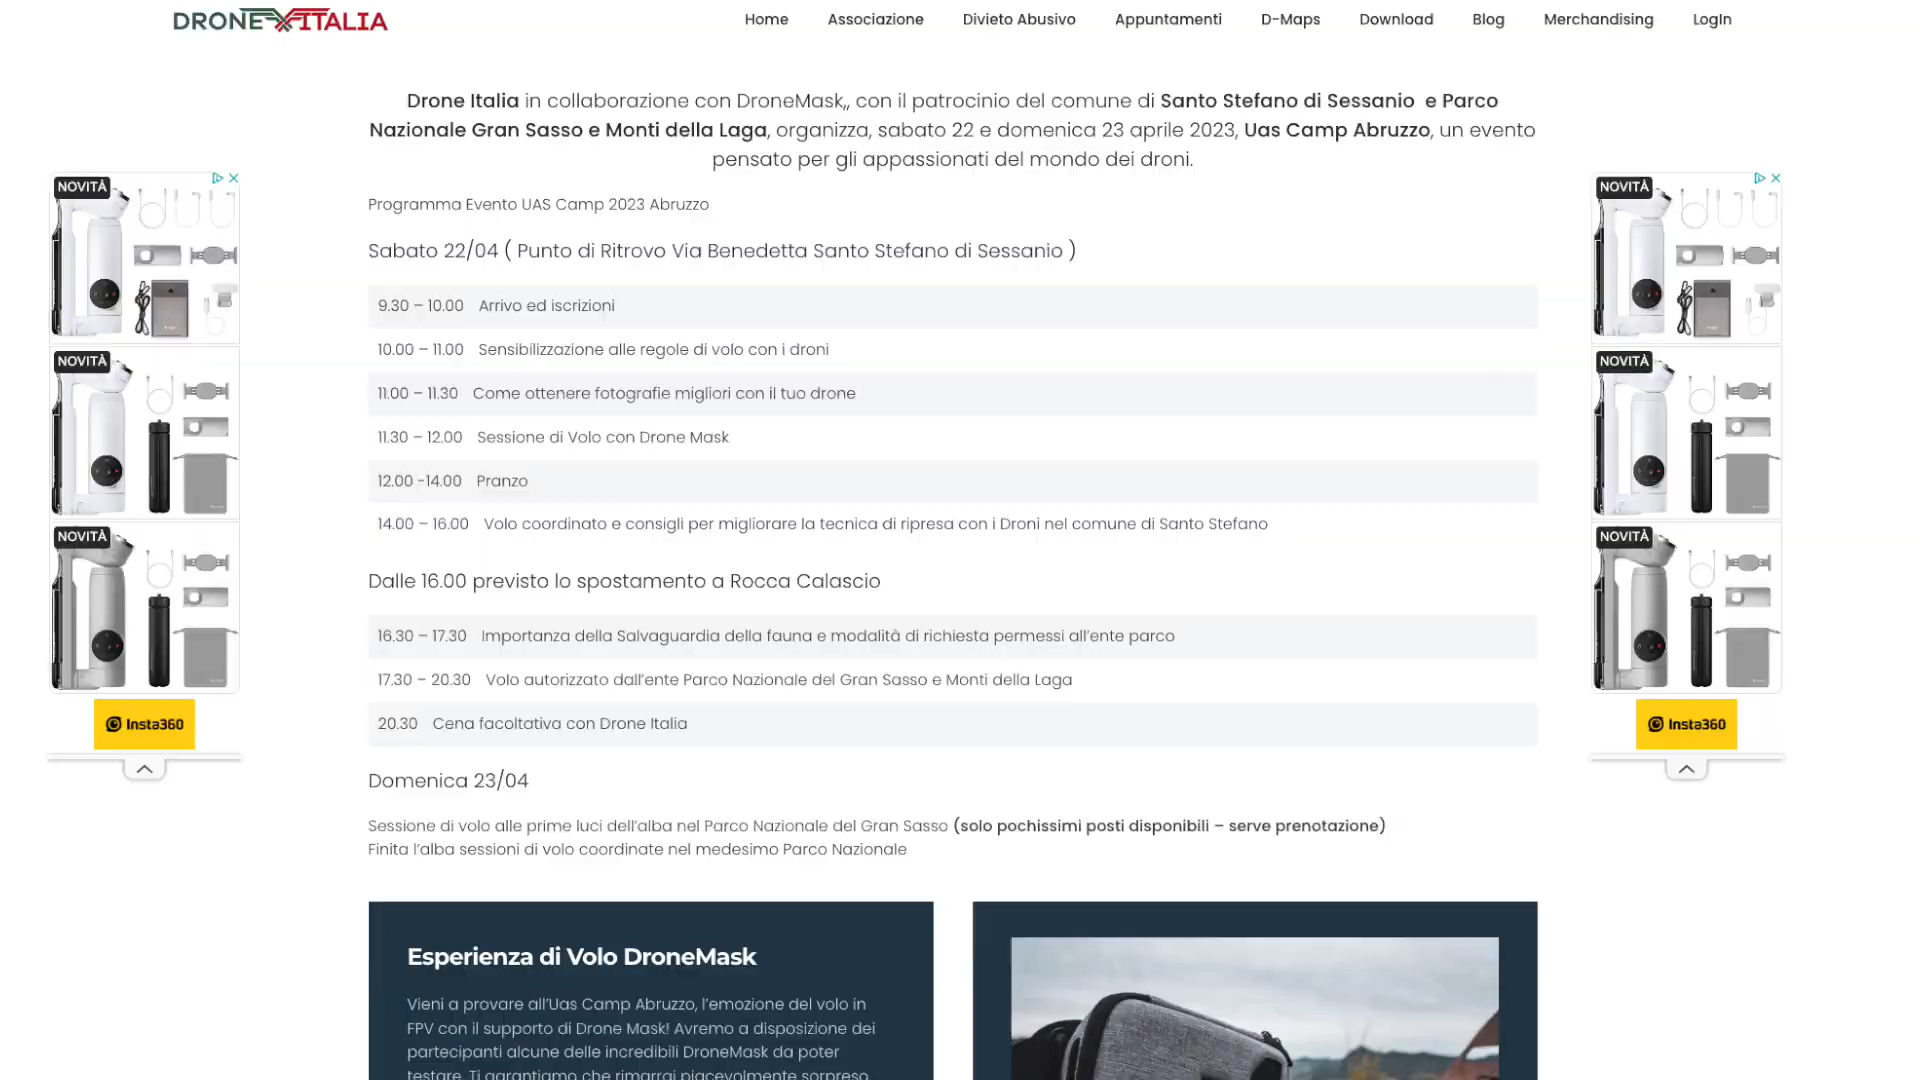 DRONE ITALIA
Home Associazione Divieto Abusivo Appuntamenti D-Maps Download Blog Merchandising LogIn
Drone Italia in collaborazione con DroneMask,, con il patrocinio del comune di Santo Stefano di Sessanio e Parco
Nazionale Gran Sasso e Monti della Laga, organizza, sabato 22 e domenica 23 aprile 2023, Uas Camp Abruzzo, un evento
pensato per gli appassionati del mondo dei droni.
Programma Evento UAS Camp 2023 Abruzzo
Sabato 22/04 ( Punto di Ritrovo Via Benedetta Santo Stefano di Sessanio )
9.30 – 10.00 Arrivo ed iscrizioni
10.00 – 11.00 Sensibilizzazione alle regole di volo con i droni
11.00 – 11.30 Come ottenere fotografie migliori con il tuo drone
11.30 – 12.00 Sessione di Volo con Drone Mask
12.00 -14.00 Pranzo
14.00 – 16.00 Volo coordinato e consigli per migliorare la tecnica di ripresa con i Droni nel comune di Santo Stefano
Dalle 16.00 previsto lo spostamento a Rocca Calascio
16.30 – 17.30 Importanza della Salvaguardia della fauna e modalità di richiesta permessi all’ente parco
17.30 – 20.30 Volo autorizzato dall’ente Parco Nazionale del Gran Sasso e Monti della Laga
20.30 Cena facoltativa con Drone Italia
Domenica 23/04
Sessione di volo alle prime luci dell’alba nel Parco Nazionale del Gran Sasso (solo pochissimi posti disponibili – serve prenotazione)
Finita l’alba sessioni di volo coordinate nel medesimo Parco Nazionale
Esperienza di Volo DroneMask
Vieni a provare all’Uas Camp Abruzzo, l’emozione del volo in
FPV con il supporto di Drone Mask! Avremo a disposizione dei
partecipanti alcune delle incredibili DroneMask da poter
testare. Ti garantiamo che rimarrai piacevolmente sorpreso
NOVITÀ
NOVITÀ
NOVITÀ
Insta360
NOVITÀ
NOVITÀ
NOVITÀ
Insta360